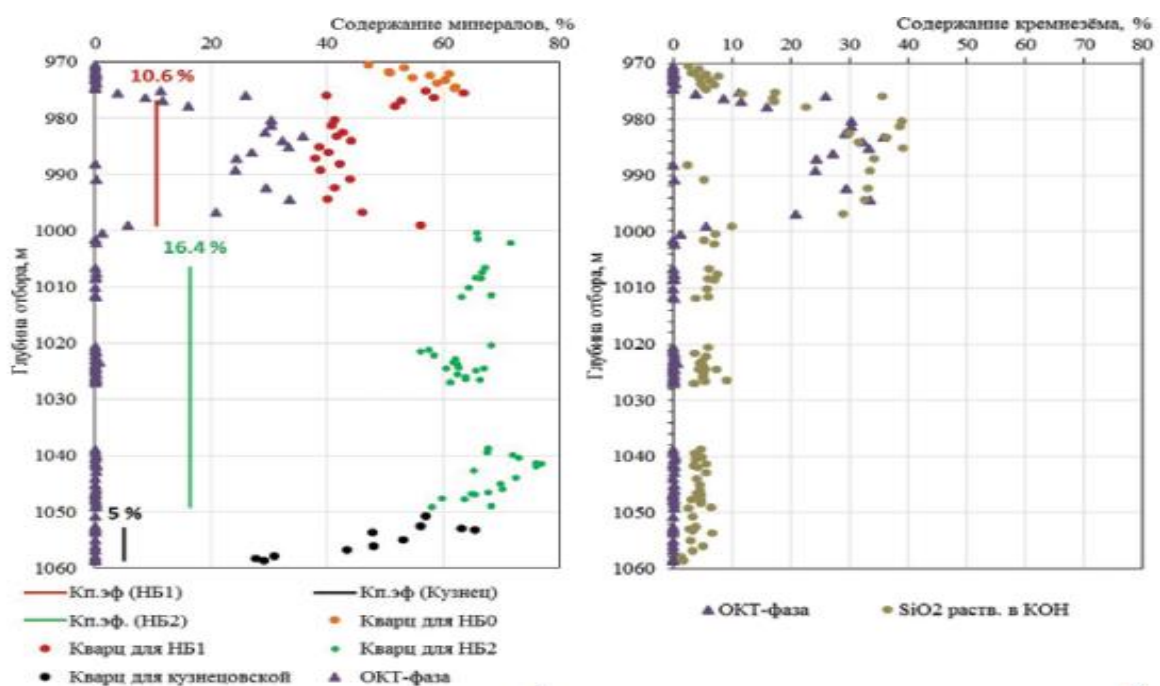 Содержание минералов, %
0 20 40 60 80
970
980
990
1000
1010
1020
1030
1040
1050
1060
Глубина отбора, м
10.6 %
16.4 %
5 %
Кп.эф (НБ1)
Кп.эф (Кузнец)
Кп.эф. (НБ2)
Кварц для НБ0
Кварц для НБ1
Кварц для НБ2
Кварц для кузнецовской
ОКТ-фаза
Содержание кремнезёма, %
0 10 20 30 40 50 60 70 80
970
980
990
1000
1010
1020
1030
1040
1050
1060
Глубина отбора, м
ОКТ-фаза
SiO2 раств. в КОН